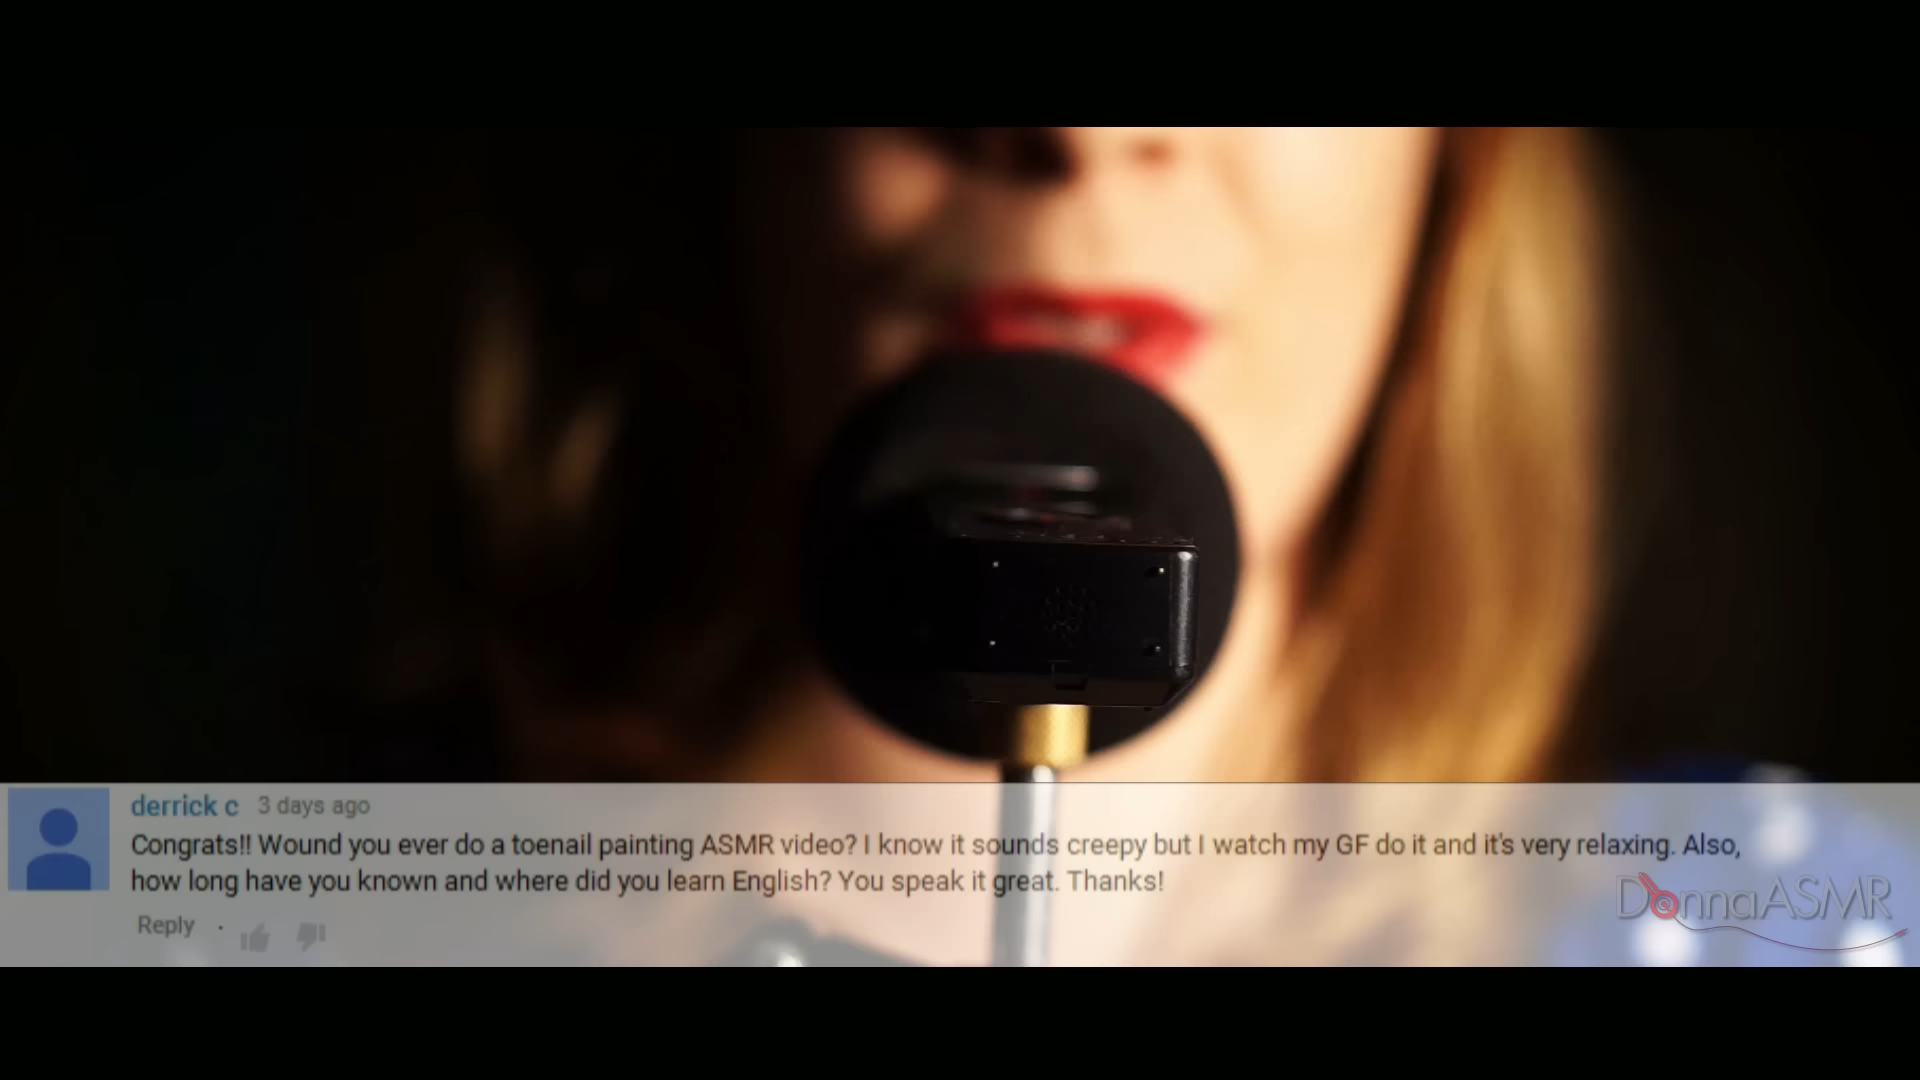 derrick c 3 days ago
Congrats!! Wound you ever do a toenail painting ASMR video? I know it sounds creepy but I watch my GF do it and it's very relaxing. Also,
how long have you known and where did you learn English? You speak it great. Thanks!
Reply ·
DonnaASMR